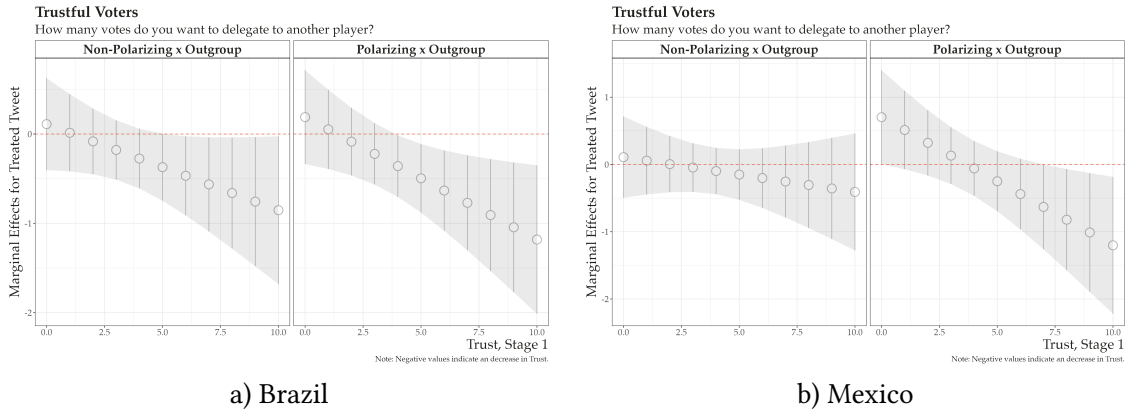 Trustful Voters
How many votes do you want to delegate to another player?
Non-Polarizing x Outgroup
Polarizing x Outgroup
Marginal Effects for Treated Tweet
0
-1
-2
0.0 2.5 5.0 7.5 10.0
0.0 2.5 5.0 7.5 10.0
Trust, Stage 1
Note: Negative values indicate an decrease in Trust.
a) Brazil
Trustful Voters
How many votes do you want to delegate to another player?
Non-Polarizing x Outgroup
Polarizing x Outgroup
Marginal Effects for Treated Tweet
1
0
-1
-2
0.0 2.5 5.0 7.5 10.0
0.0 2.5 5.0 7.5 10.0
Trust, Stage 1
Note: Negative values indicate an decrease in Trust.
b) Mexico